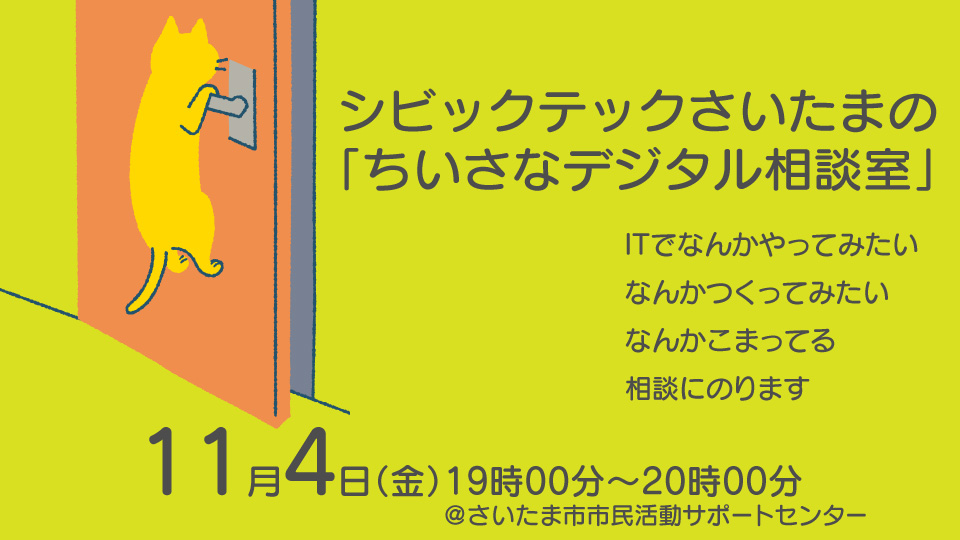 シビックテックさいたまの
「ちいさなデジタル相談室」
ITでなんかやってみたい
なんかつくってみたい
なんかこまってる
相談にのります
11月4日(金)19時00分〜20時00分
@さいたま市市民活動サポートセンター